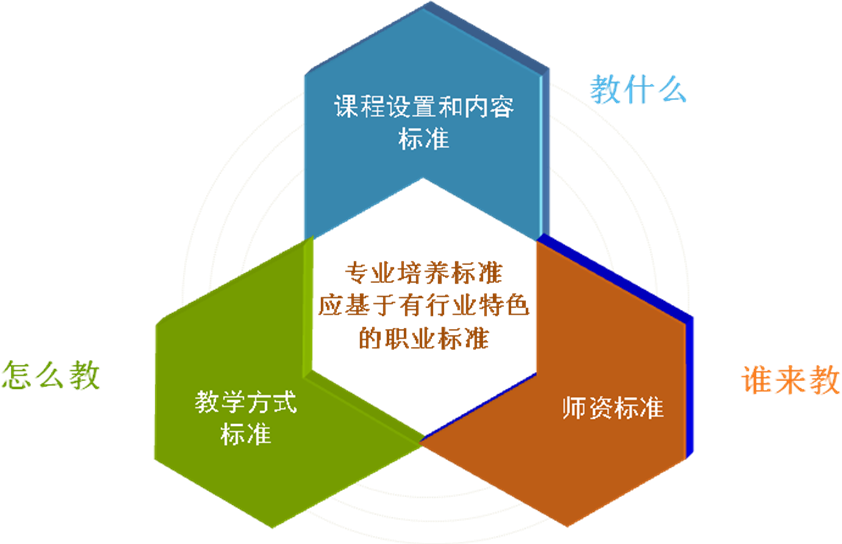 教什么
课程设置和内容
标准
专业培养标准
应基于有行业特色
的职业标准
怎么教
教学方式
标准
谁来教
师资标准